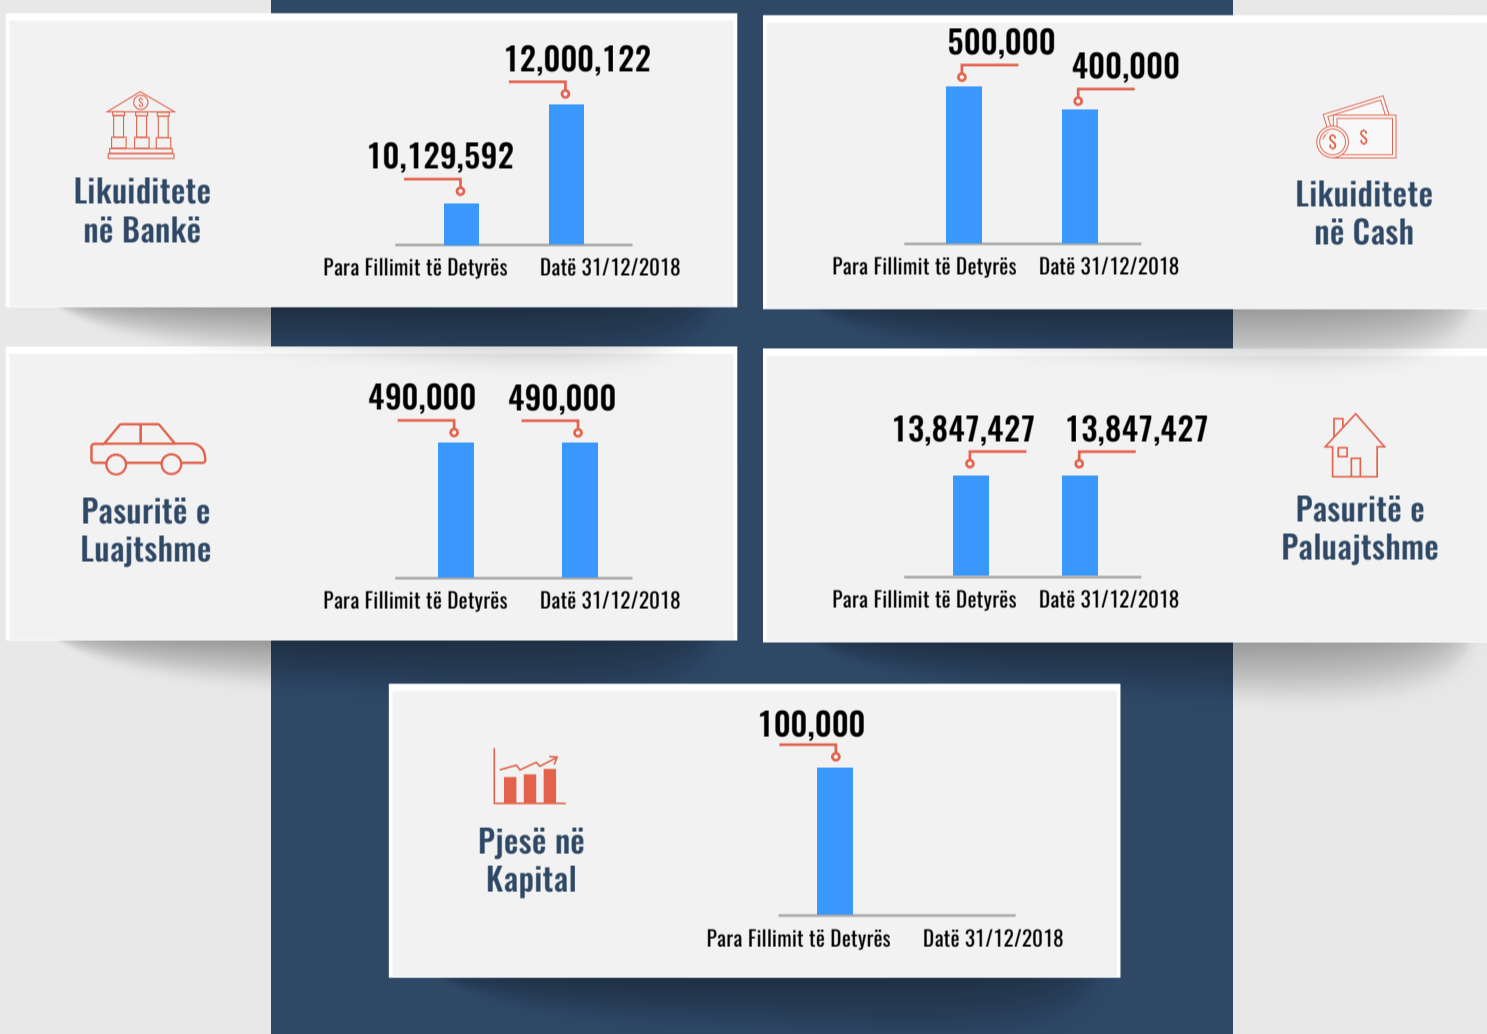 Likuiditete
në Bankë
10,129,592
12,000,122
Para Fillimit të Detyrës
Datë 31/12/2018
500,000
400,000
Para Fillimit të Detyrës
Datë 31/12/2018
Likuiditete
në Cash
Pasuritë e
Luajtshme
490,000
490,000
Para Fillimit të Detyrës
Datë 31/12/2018
13,847,427
13,847,427
Para Fillimit të Detyrës
Datë 31/12/2018
Pasuritë e
Paluajtshme
Pjesë në
Kapital
100,000
Para Fillimit të Detyrës
Datë 31/12/2018